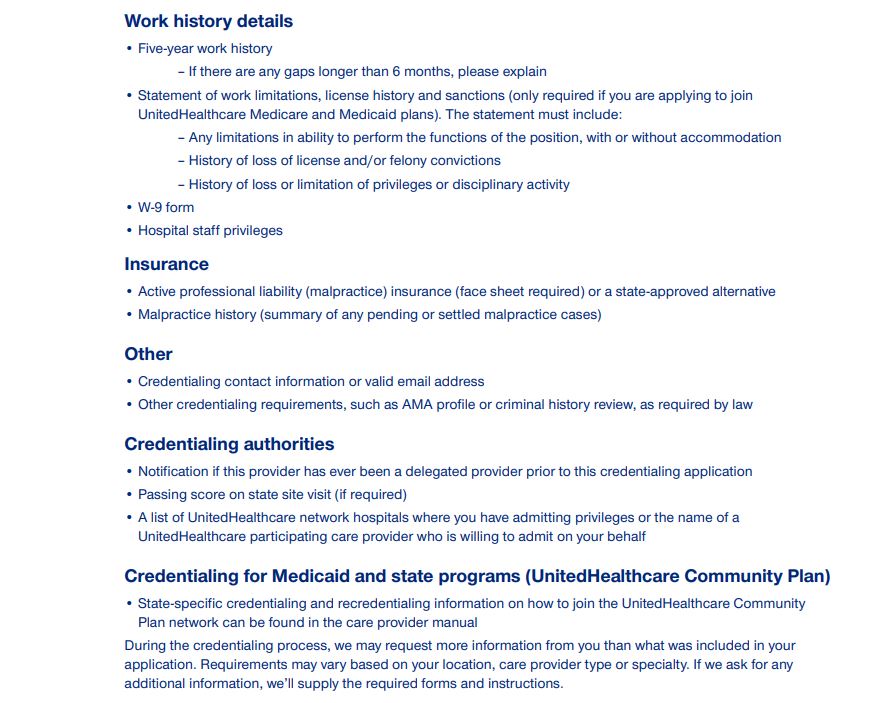 Work history details
• Five-year work history
– If there are any gaps longer than 6 months, please explain
• Statement of work limitations, license history and sanctions (only required if you are applying to join
UnitedHealthcare Medicare and Medicaid plans). The statement must include:
– Any limitations in ability to perform the functions of the position, with or without accommodation
– History of loss of license and/or felony convictions
– History of loss or limitation of privileges or disciplinary activity
• W-9 form
• Hospital staff privileges
Insurance
• Active professional liability (malpractice) insurance (face sheet required) or a state-approved alternative
• Malpractice history (summary of any pending or settled malpractice cases)
Other
• Credentialing contact information or valid email address
• Other credentialing requirements, such as AMA profile or criminal history review, as required by law
Credentialing authorities
• Notification if this provider has ever been a delegated provider prior to this credentialing application
• Passing score on state site visit (if required)
• A list of UnitedHealthcare network hospitals where you have admitting privileges or the name of a
UnitedHealthcare participating care provider who is willing to admit on your behalf
Credentialing for Medicaid and state programs (UnitedHealthcare Community Plan)
• State-specific credentialing and recredentialing information on how to join the UnitedHealthcare Community
Plan network can be found in the care provider manual
During the credentialing process, we may request more information from you than what was included in your
application. Requirements may vary based on your location, care provider type or specialty. If we ask for any
additional information, we’ll supply the required forms and instructions.